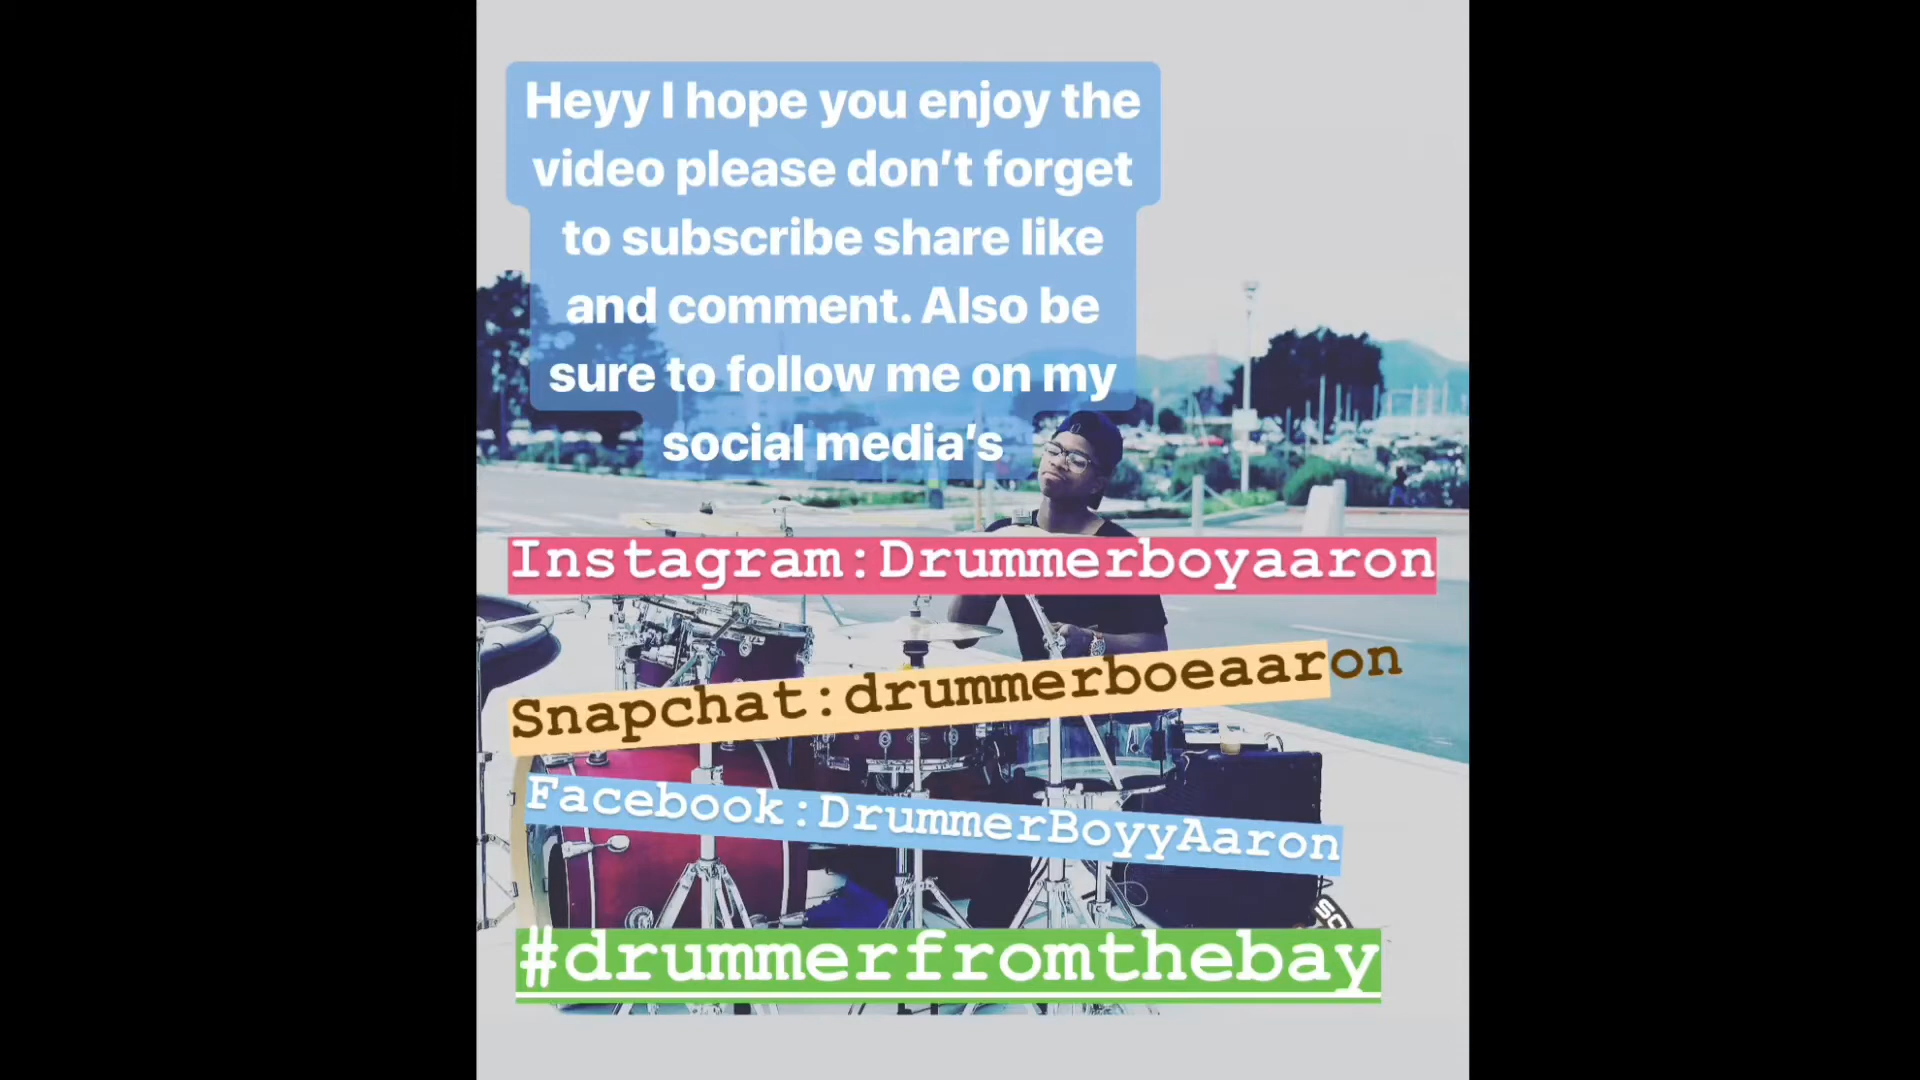 Heyy I hope you enjoy the
video please don’t forget
to subscribe share like
and comment. Also be
sure to follow me on my
social media’s
Instagram:Drummerboyaaron
Snapchat:drummerboeaaron
Facebook:DrummerBoyyAaron
#drummerfromthebay